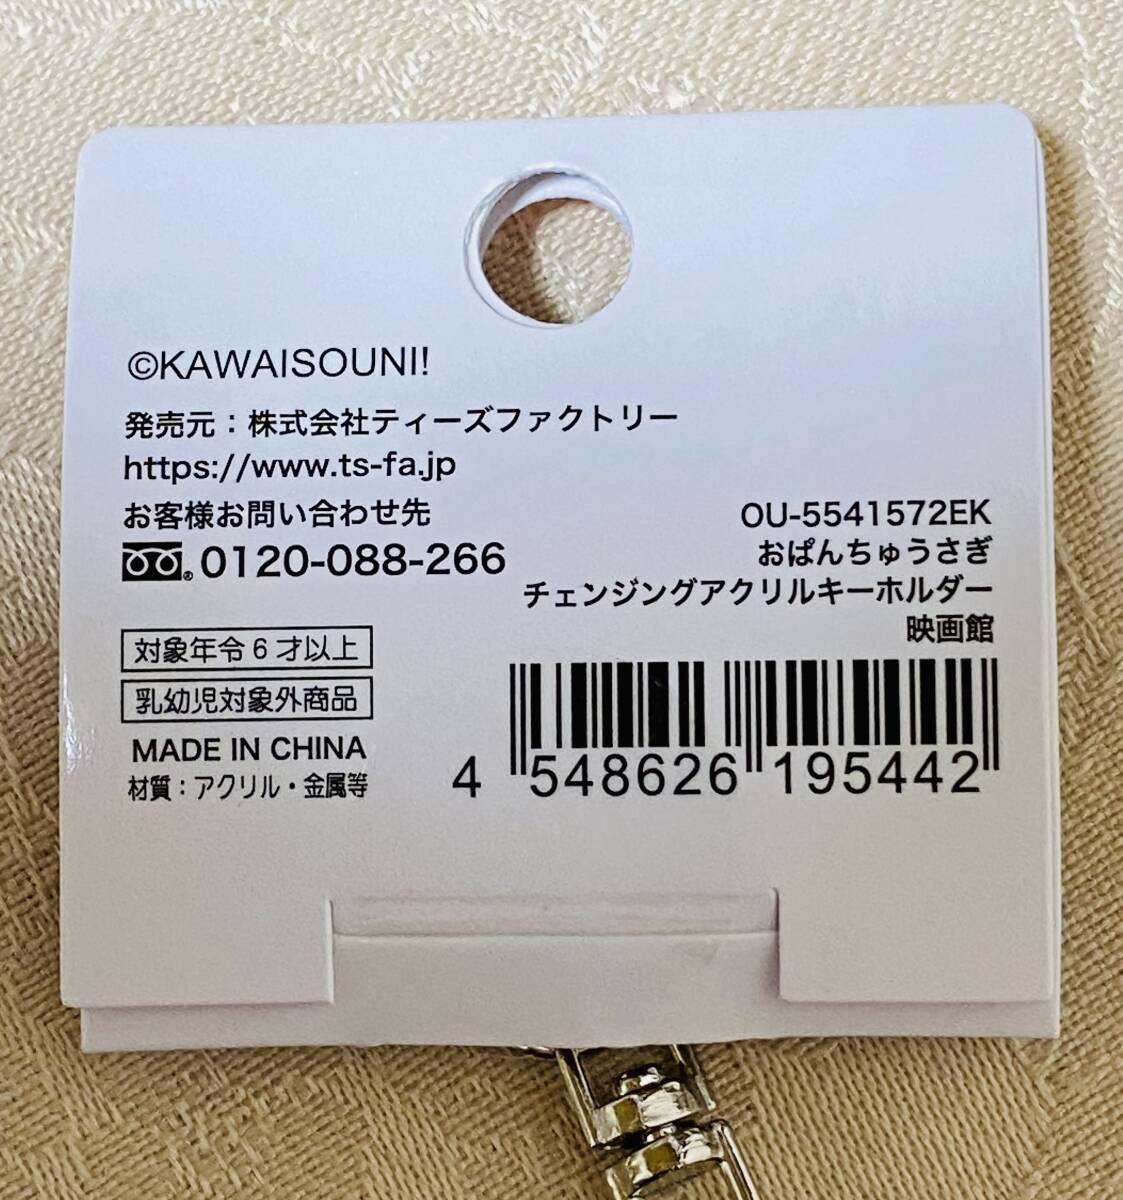 ©KAWAISOUNI!
発売元：株式会社ティーズファクトリー
https://www.ts-fa.jp
お客様お問い合わせ先
0120-088-266
OU-5541572EK
おぱんちゅうさぎ
チェンジングアクリルキーホルダー
映画館
対象年令6才以上
乳幼児対象外商品
MADE IN CHINA
材質：アクリル・金属等
4 548626 195442